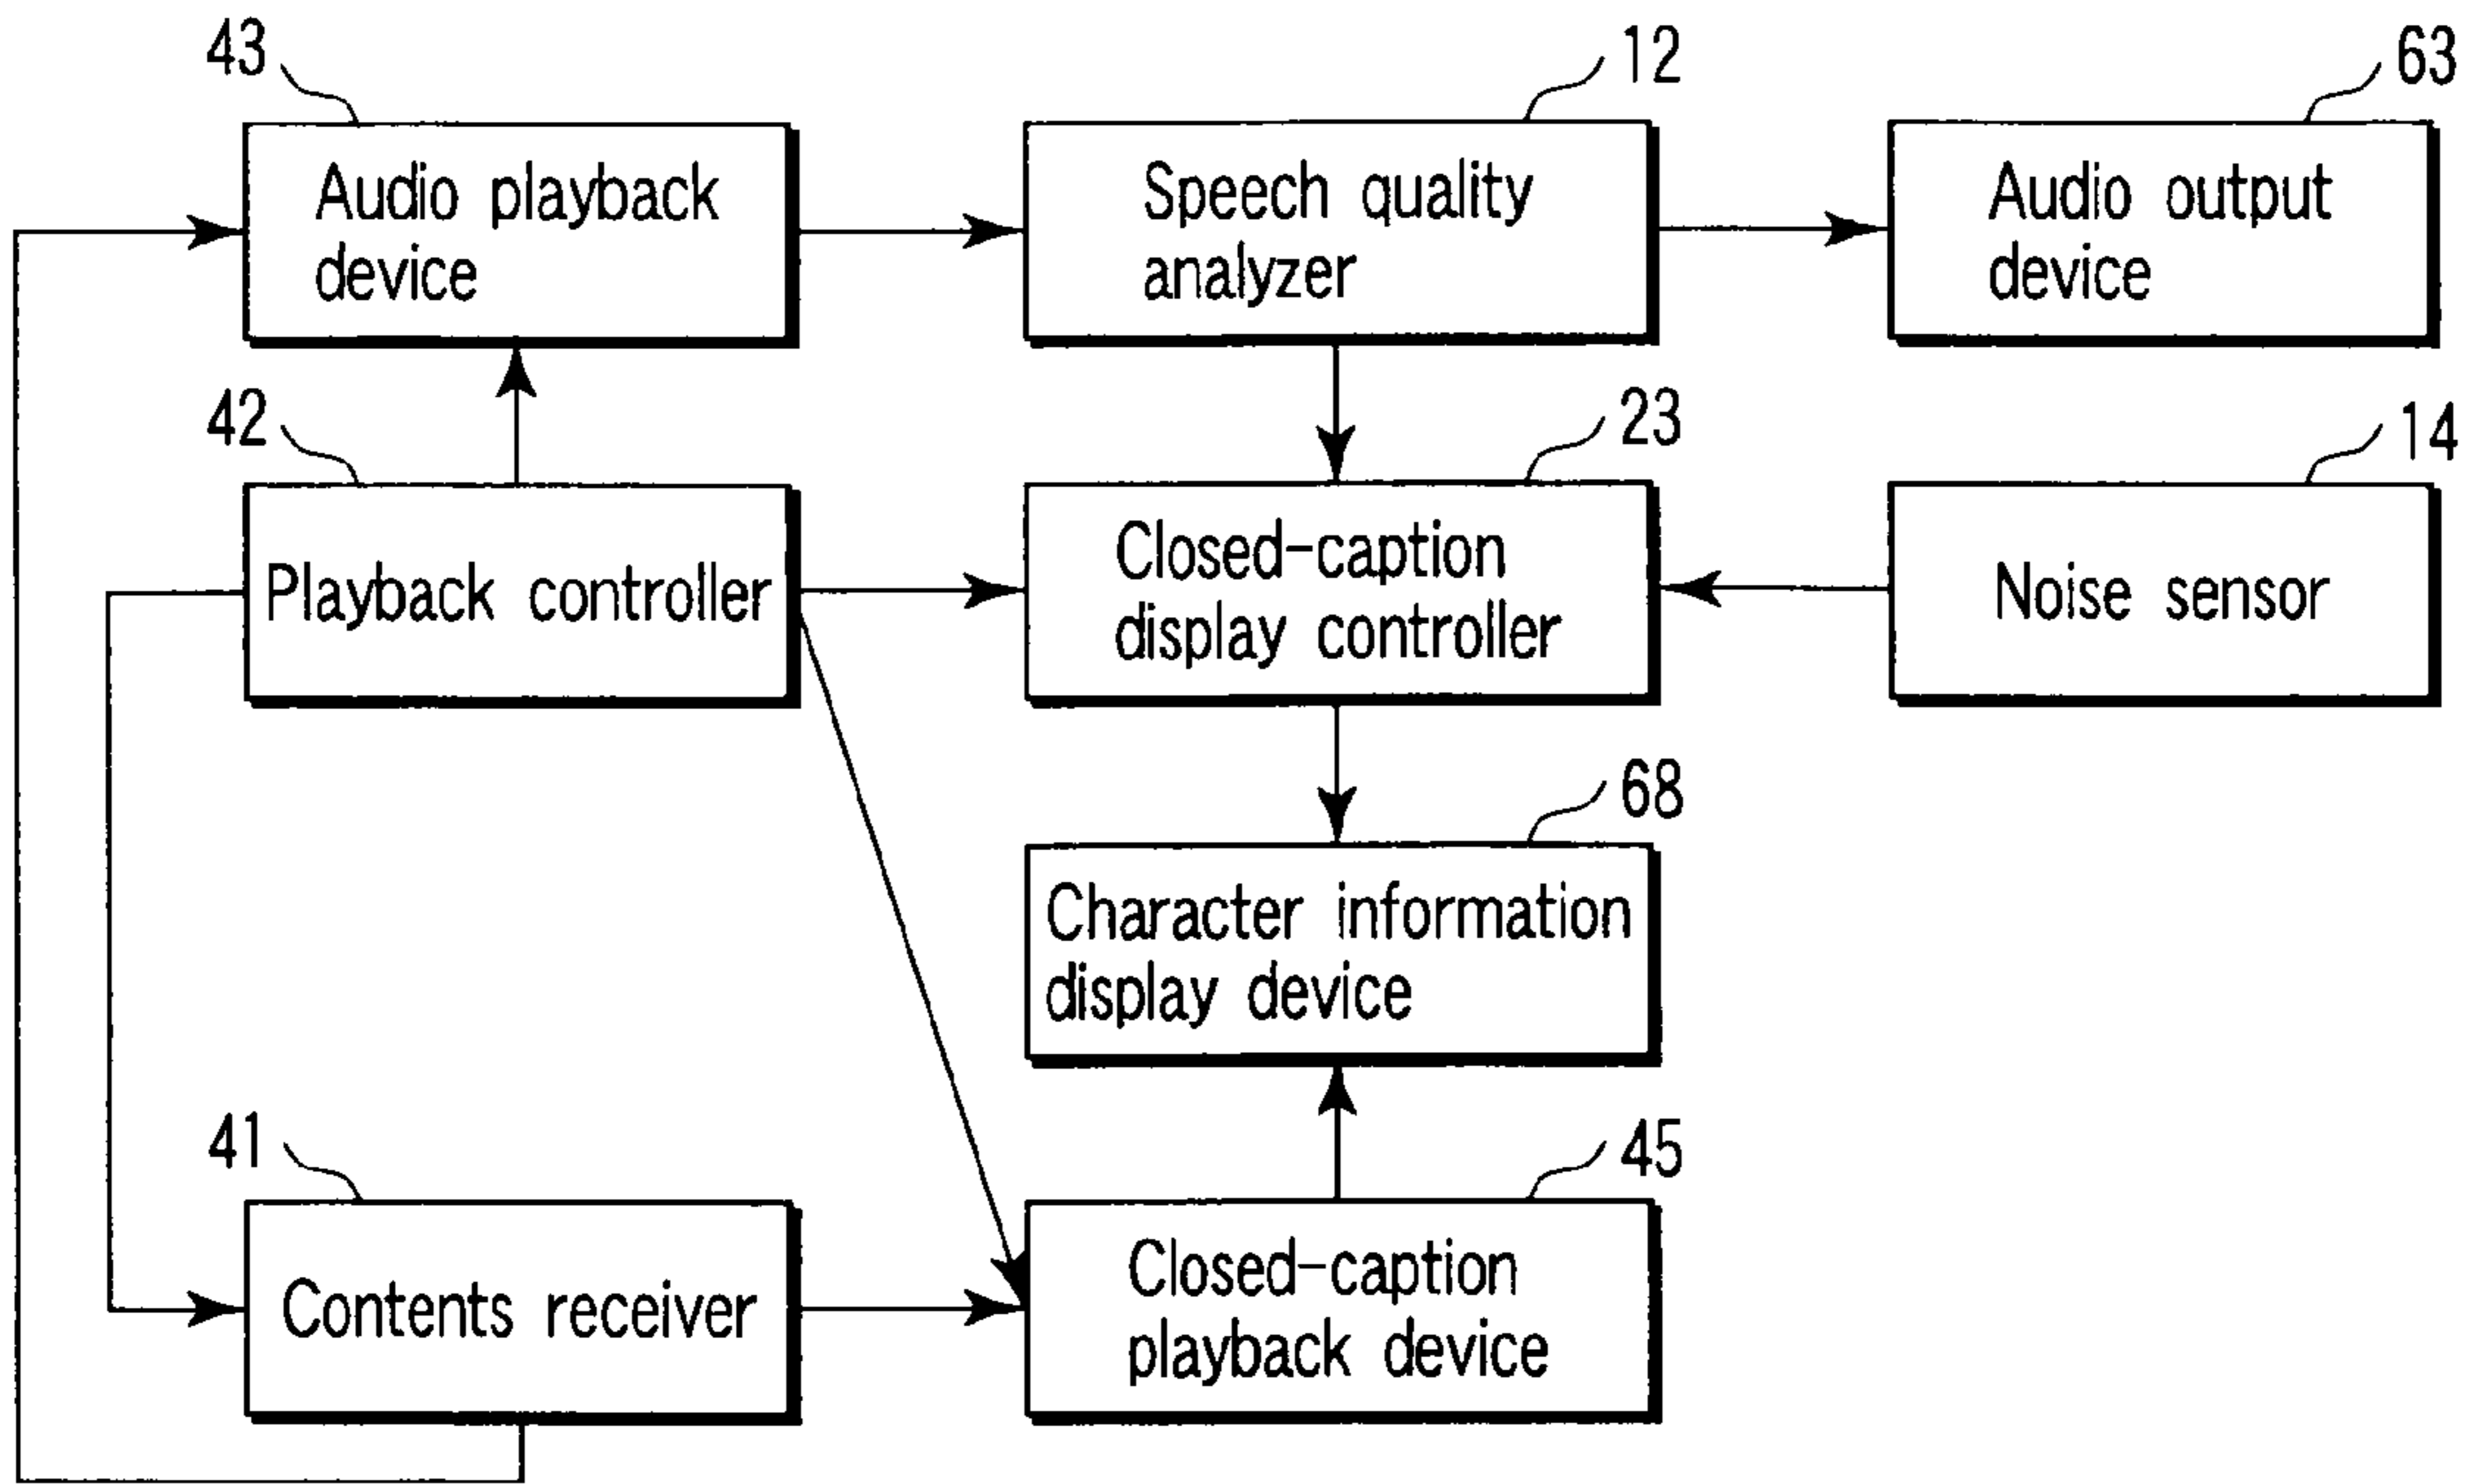 43
12
63
Audio playback
device
Speech quality
analyzer
Audio output
device
42
23
14
Playback controller
Closed-caption
display controller
Noise sensor
68
Character information
display device
41
45
Contents receiver
Closed-caption
playback device